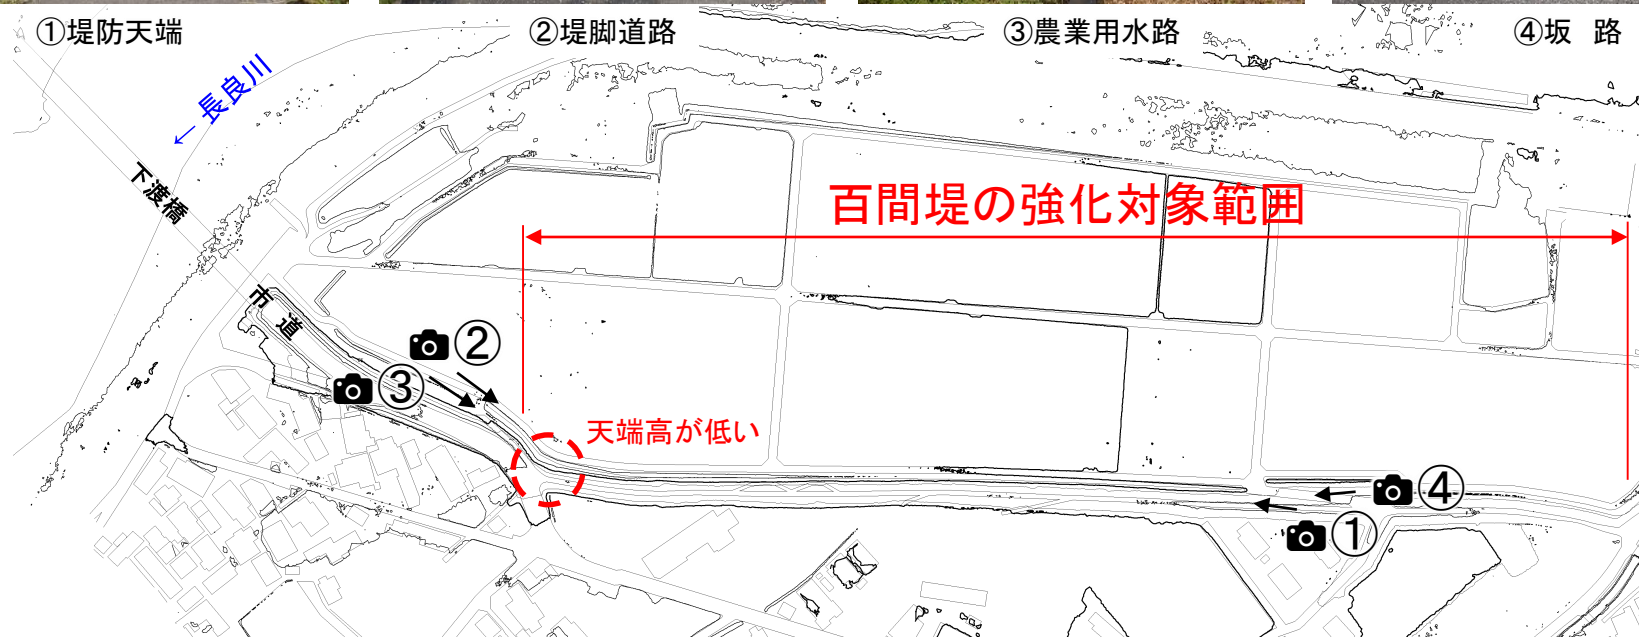 ①堤防天端
②堤脚道路
③農業用水路
④坂 路
← 長良川
下渡橋
百間堤の強化対象範囲
市道
②
③
天端高が低い
④
①